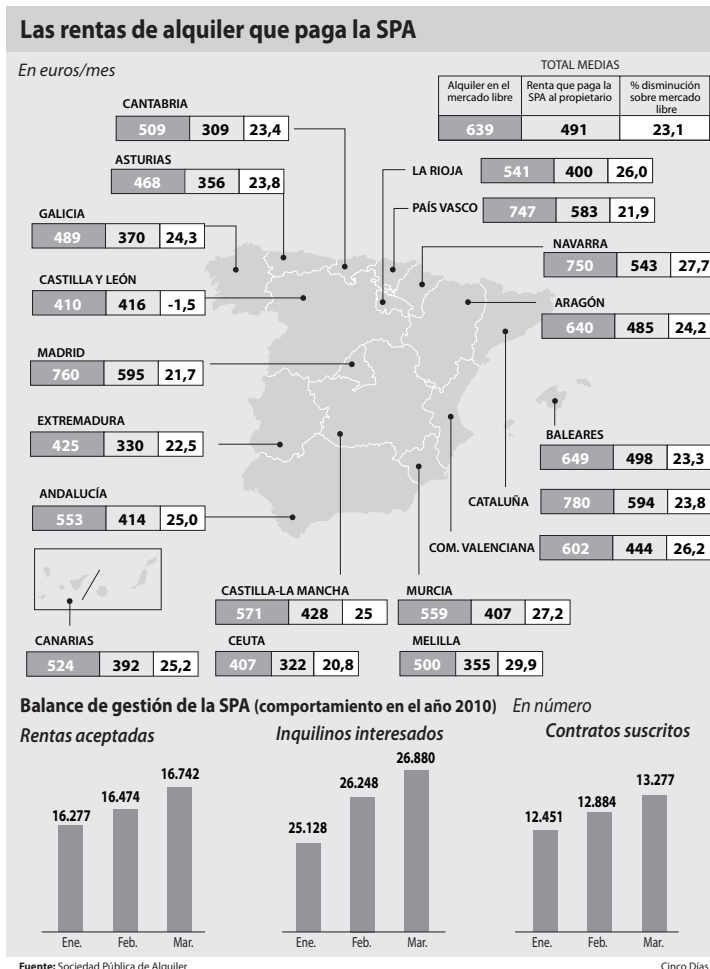 Las rentas de alquiler que paga la SPA
En euros/mes
TOTAL MEDIAS
Alquiler en el mercado libre
Renta que paga la SPA al propietario
% disminución sobre mercado libre
639 491 23,1
CANTABRIA
509 309 23,4
ASTURIAS
468 356 23,8
GALICIA
489 370 24,3
CASTILLA Y LEÓN
410 416 -1,5
MADRID
760 595 21,7
EXTREMADURA
425 330 22,5
ANDALUCÍA
553 414 25,0
LA RIOJA 541 400 26,0
PAÍS VASCO 747 583 21,9
NAVARRA
750 543 27,7
ARAGÓN
640 485 24,2
BALEARES
649 498 23,3
CATALUÑA 780 594 23,8
COM. VALENCIANA 602 444 26,2
CASTILLA-LA MANCHA
571 428 25
MURCIA
559 407 27,2
CANARIAS
524 392 25,2
CEUTA
407 322 20,8
MELILLA
500 355 29,9
Balance de gestión de la SPA (comportamiento en el año 2010) En número
Rentas aceptadas
16.277 16.474 16.742
Ene. Feb. Mar.
Inquilinos interesados
25.128 26.248 26.880
Ene. Feb. Mar.
Contratos suscritos
12.451 12.884 13.277
Ene. Feb. Mar.
Fuente: Sociedad Pública de Alquiler
Cinco Días